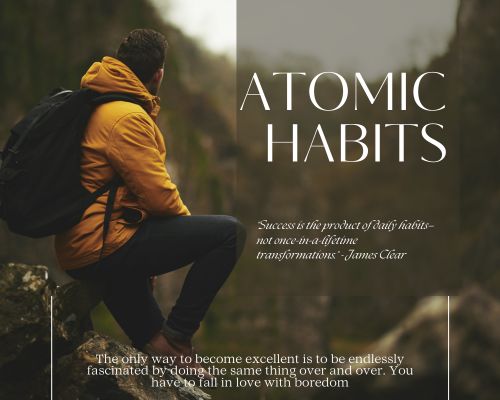 ATOMIC
HABITS
"Success is the product of daily habits—
not once-in-a-lifetime
transformations." -James Clear
The only way to become excellent is to be endlessly
fascinated by doing the same thing over and over. You
have to fall in love with boredom